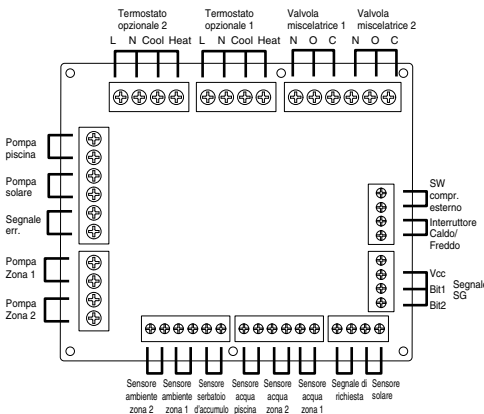 Termostato
opzionale 2
Termostato
opzionale 1
Valvola
miscelatrice 1
Valvola
miscelatrice 2
L N Cool Heat
L N Cool Heat
N O C
N O C
Pompa
piscina
Pompa
solare
Segnale
err.
Pompa
Zona 1
Pompa
Zona 2
SW
compr.
esterno
Interruttore
Caldo/
Freddo
Vcc
Bit1
Bit2
Segnale
SG
Sensore
ambiente
zona 2
Sensore
ambiente
zona 1
Sensore
serbatoio
d'accumulo
Sensore
acqua
piscina
Sensore
acqua
zona 2
Sensore
acqua
zona 1
Segnale di
richiesta
Sensore
solare